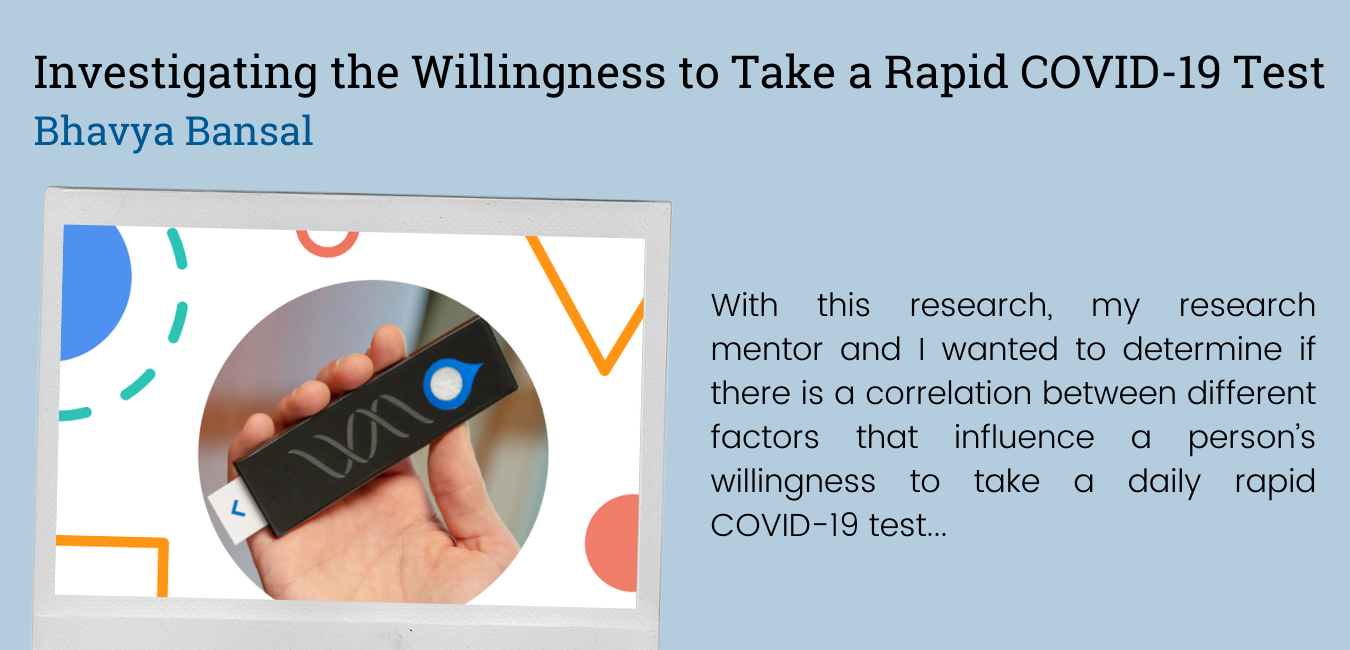 Investigating the Willingness to Take a Rapid COVID-19 Test
Bhavya Bansal
With this research, my research
mentor and I wanted to determine if
there is a correlation between different
factors that influence a person's
willingness to take a daily rapid
COVID-19 test...